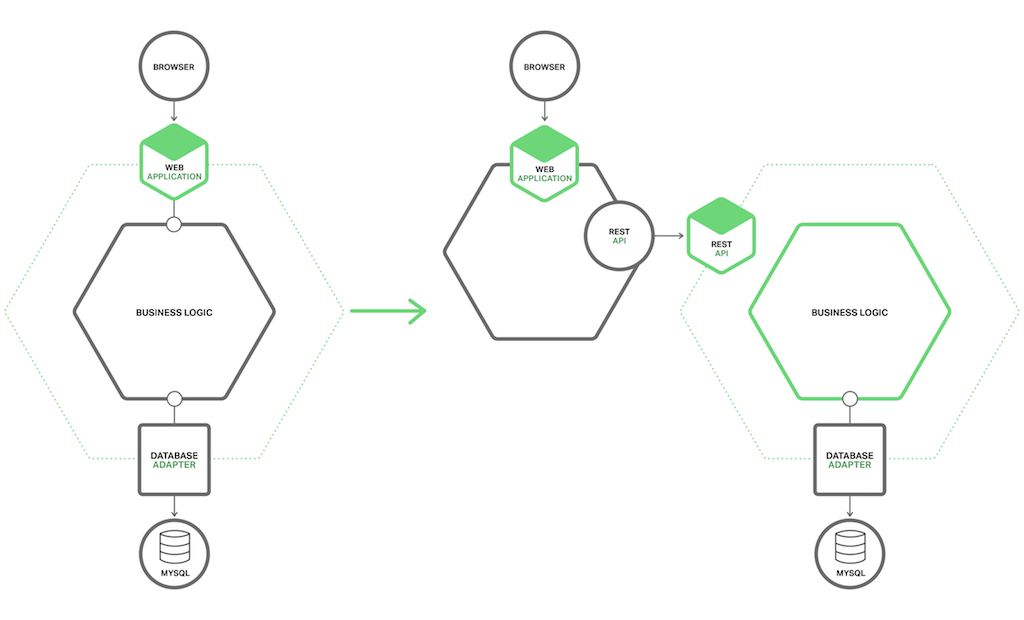 BROWSER
WEB
APPLICATION
BUSINESS LOGIC
DATABASE
ADAPTER
MYSQL
BROWSER
WEB
APPLICATION
REST
API
REST
API
BUSINESS LOGIC
DATABASE
ADAPTER
MYSQL